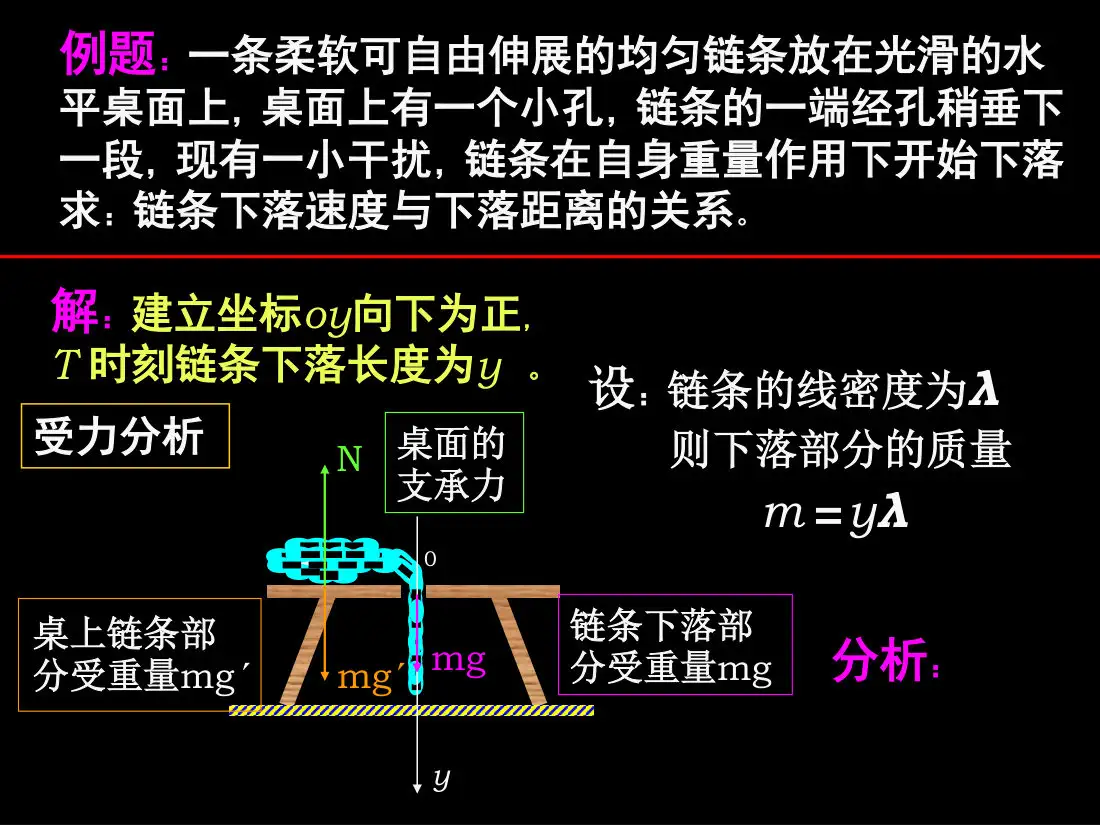 例题：一条柔软可自由伸展的均匀链条放在光滑的水
平桌面上，桌面上有一个小孔，链条的一端经孔稍垂下
一段，现有一小干扰，链条在自身重量作用下开始下落
求：链条下落速度与下落距离的关系。
解：建立坐标oy向下为正，
T 时刻链条下落长度为y 。
设：链条的线密度为λ
则下落部分的质量
m = yλ
受力分析
N
桌面的
支承力
0
桌上链条部
分受重量mg′
mg′
mg
链条下落部
分受重量mg
分析：
y